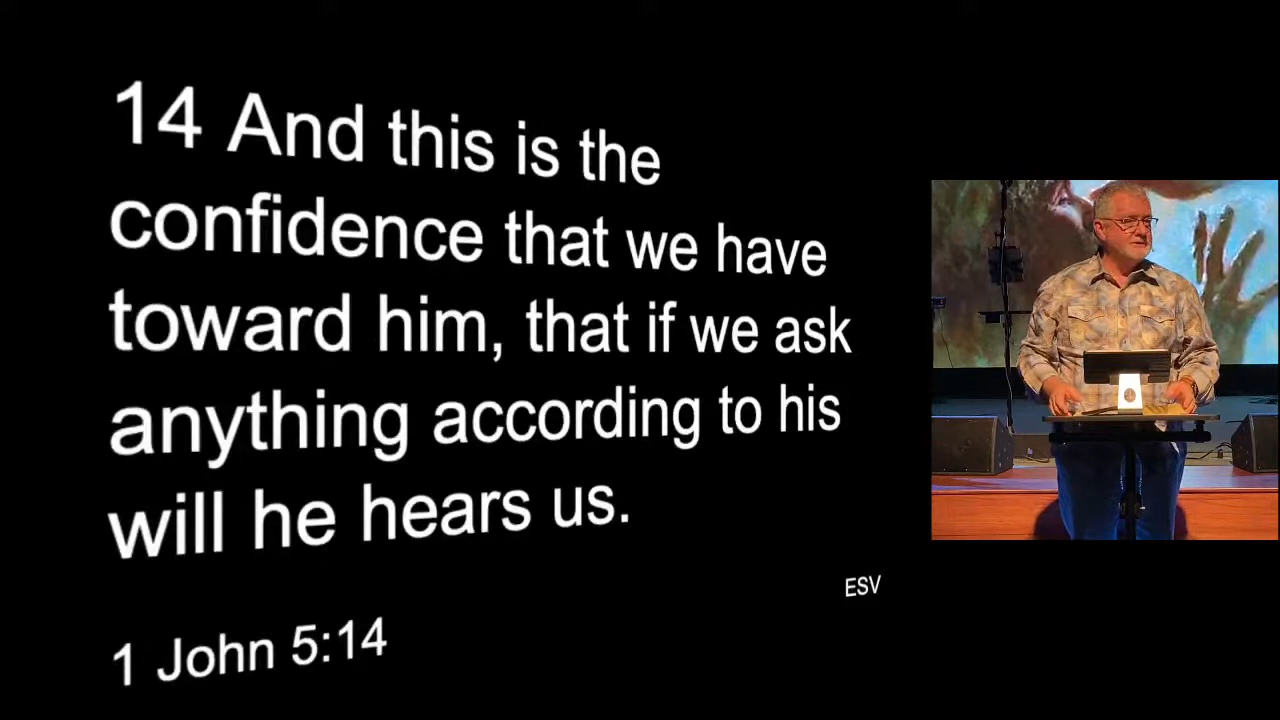 14 And this is the
confidence that we have
toward him, that if we ask
anything according to his
will he hears us.
ESV
1 John 5:14